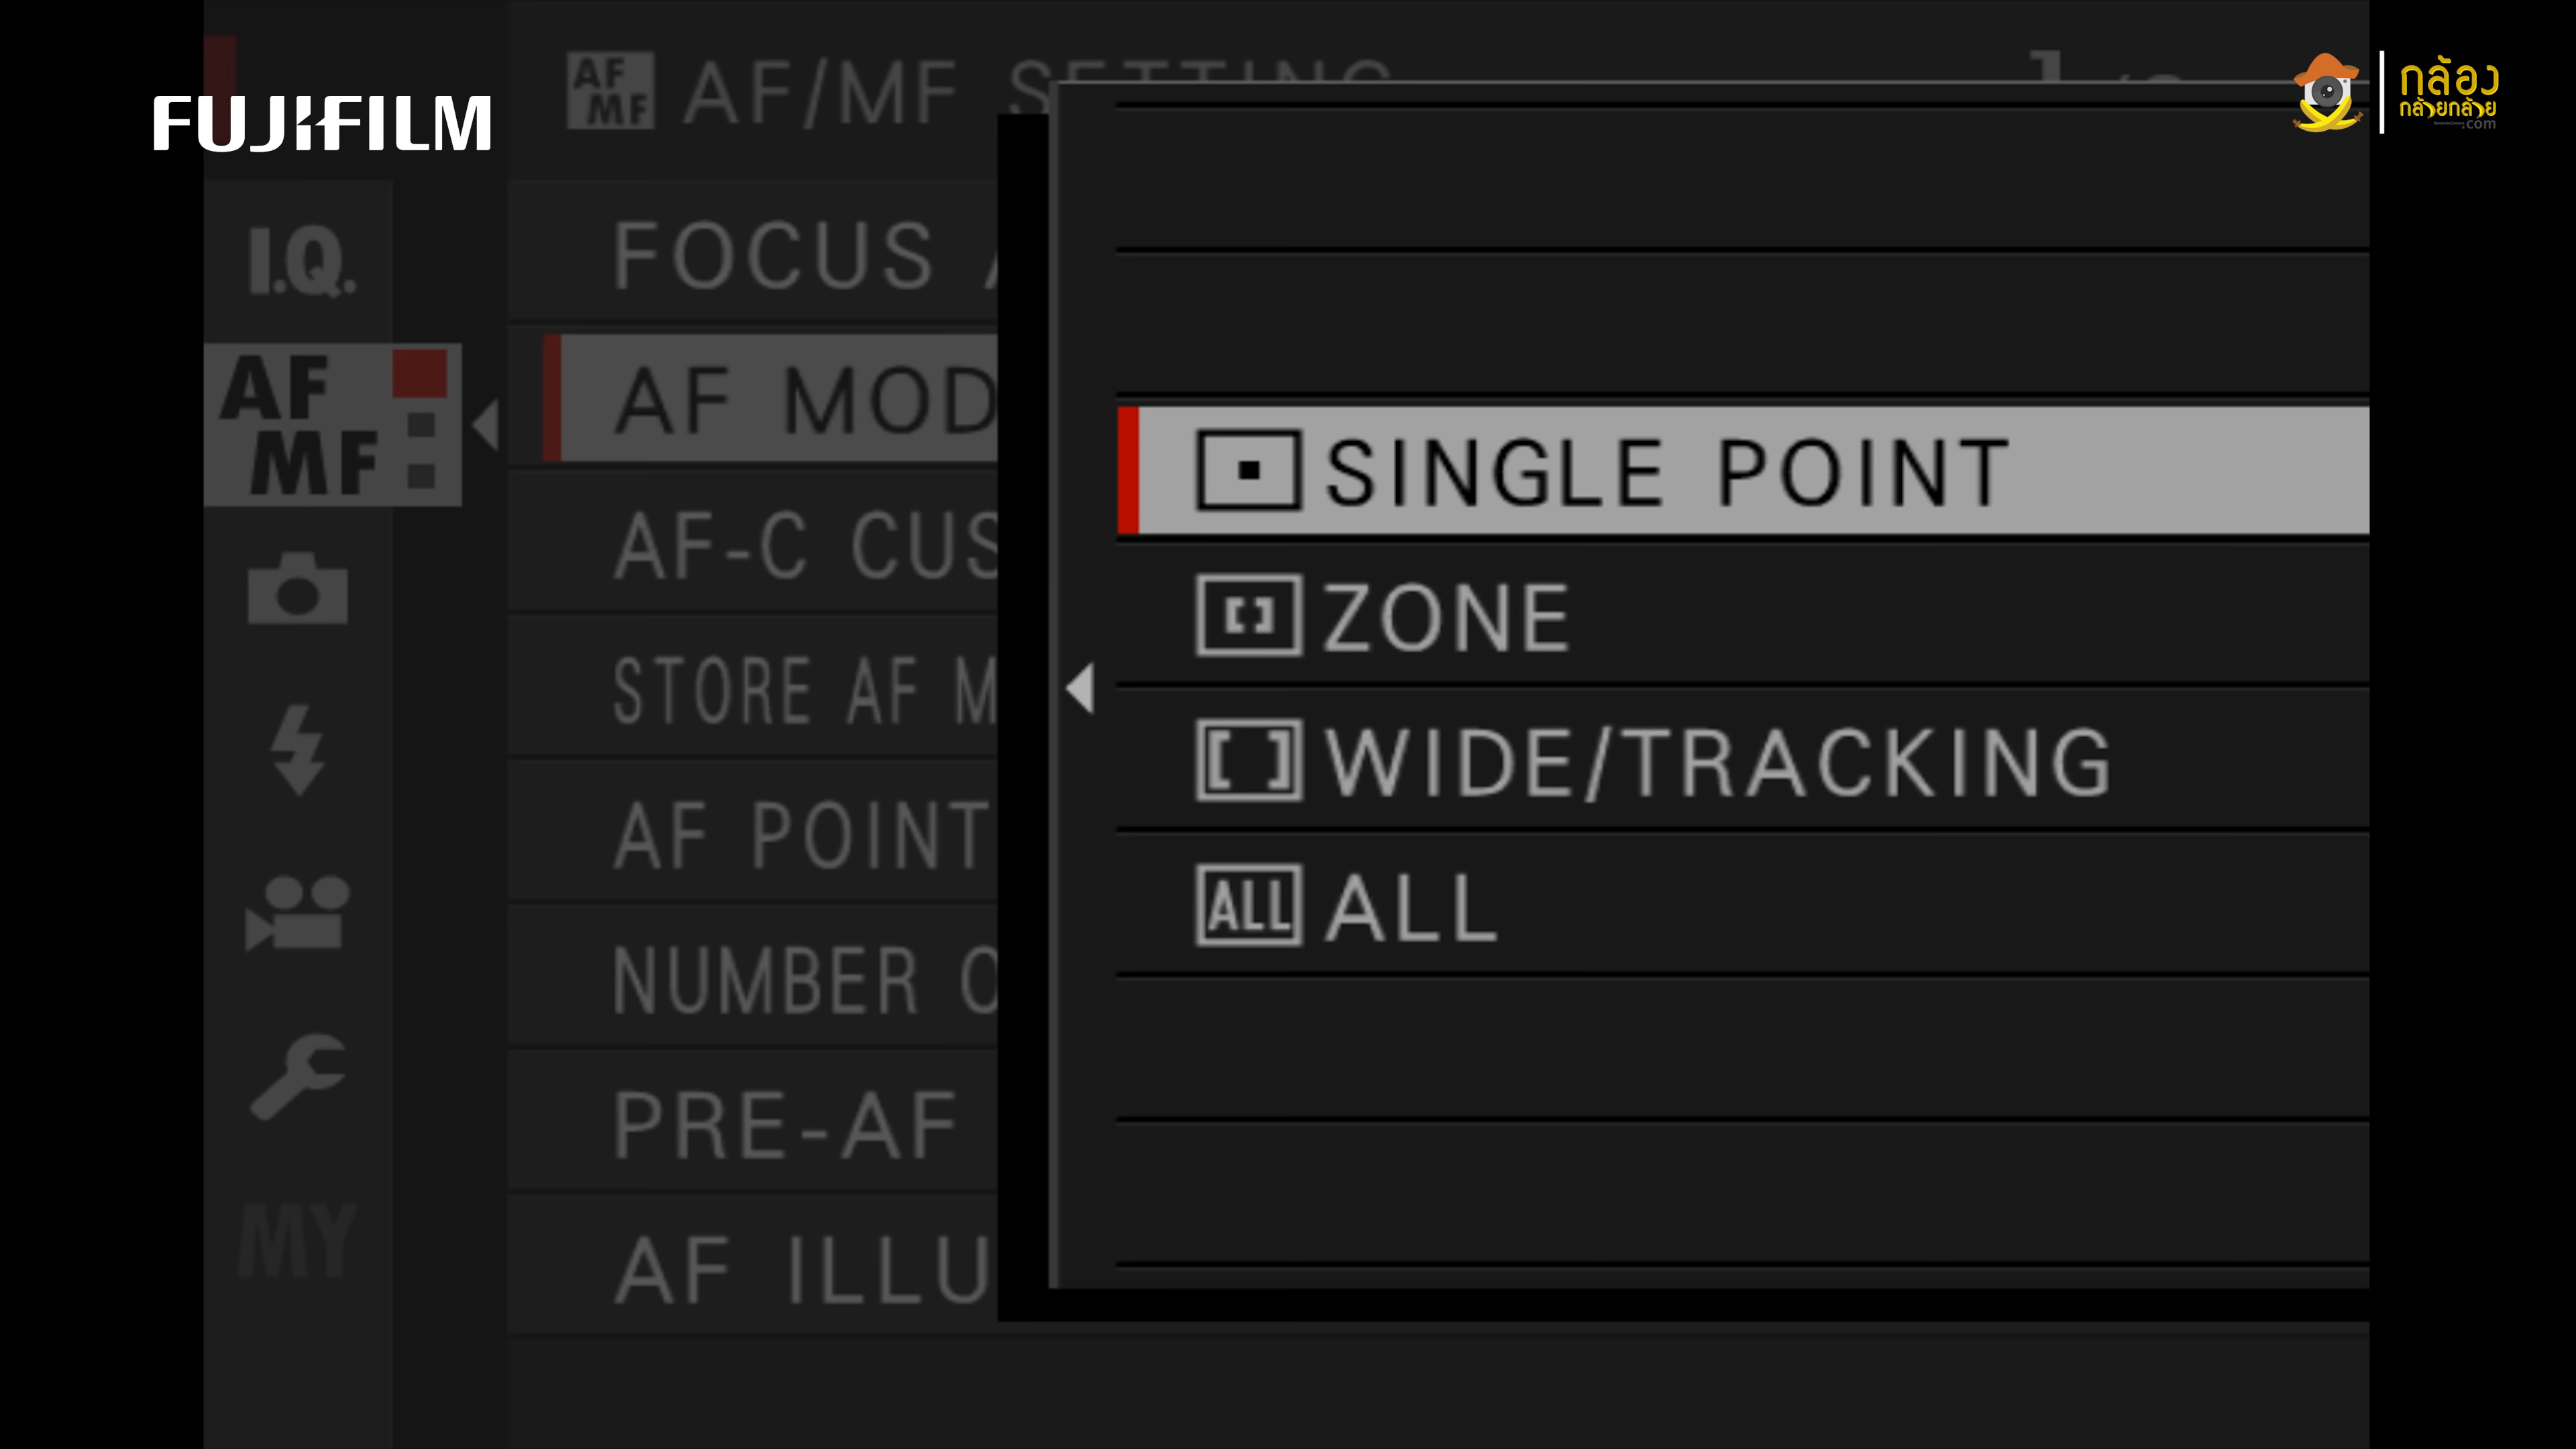 FUJIFILM
กล้อง
กล้วยกล้วย
.com
AF MF AF/MF SETTING
I.Q.
AF
MF
MY
FOCUS
AF MOD
AF-C CUS
STORE AF M
AF POINT
NUMBER O
PRE-AF
AF ILLU
SINGLE POINT
ZONE
WIDE/TRACKING
ALL ALL